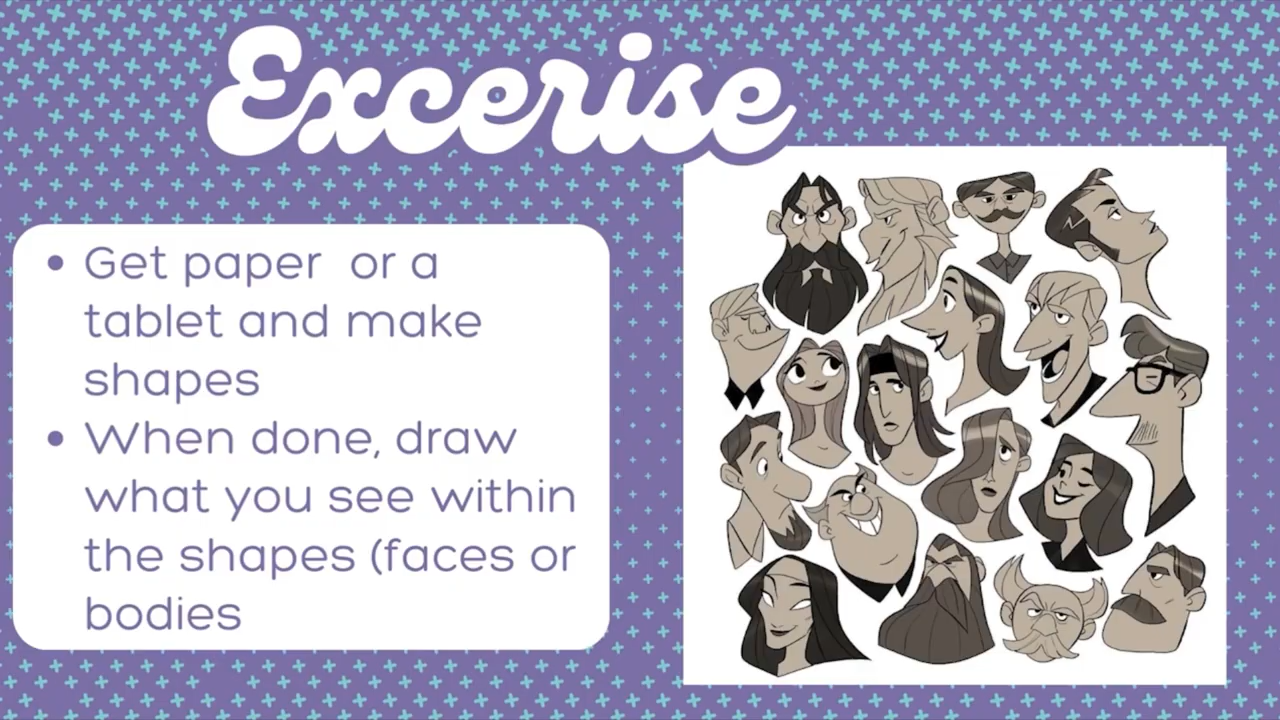 Excerise
• Get paper  or a
tablet and make
shapes
• When done, draw
what you see within
the shapes (faces or
bodies